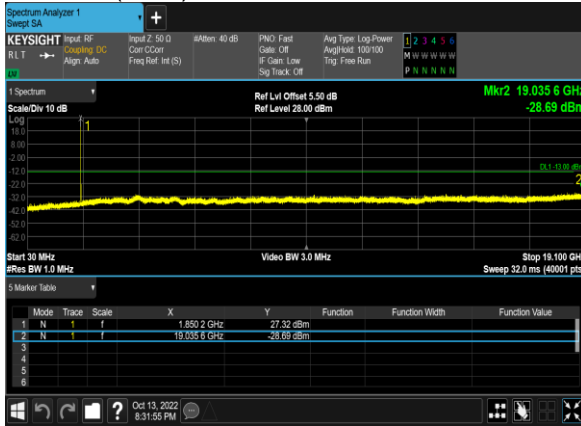 Spectrum Analyzer 1
Swept SA
KEYSIGHT Input: RF Input Z: 50 Ω #Atten: 40 dB PNO: Fast Avg Type: Log-Power 1 2 3 4 5 6
RLT Coupling: DC Corr CCorr Gate: Off Avg|Hold: 100/100 M W W W W W
Align: Auto Freq Ref: Int (S) IF Gain: Low Trig: Free Run
Sig Track: Off P N N N N N
LW
1 Spectrum Ref Lvl Offset 5.50 dB Mkr2 19.035 6 GHz
Scale/Div 10 dB Ref Level 28.00 dBm -28.69 dBm
Log
1
18.0
8.00
-2.00
-12.0 DL1 -13.00 dBm
2
-22.0
-32.0
-42.0
-52.0
-62.0
Start 30 MHz Video BW 3.0 MHz Stop 19.100 GHz
#Res BW 1.0 MHz Sweep 32.0 ms (40001 pts)
5 Marker Table
Mode Trace Scale X Y Function Function Width Function Value
1 N 1 f 1.850 2 GHz 27.32 dBm
2 N 1 f 19.035 6 GHz -28.69 dBm
3
4
5
6
? Oct 13, 2022
8:31:55 PM